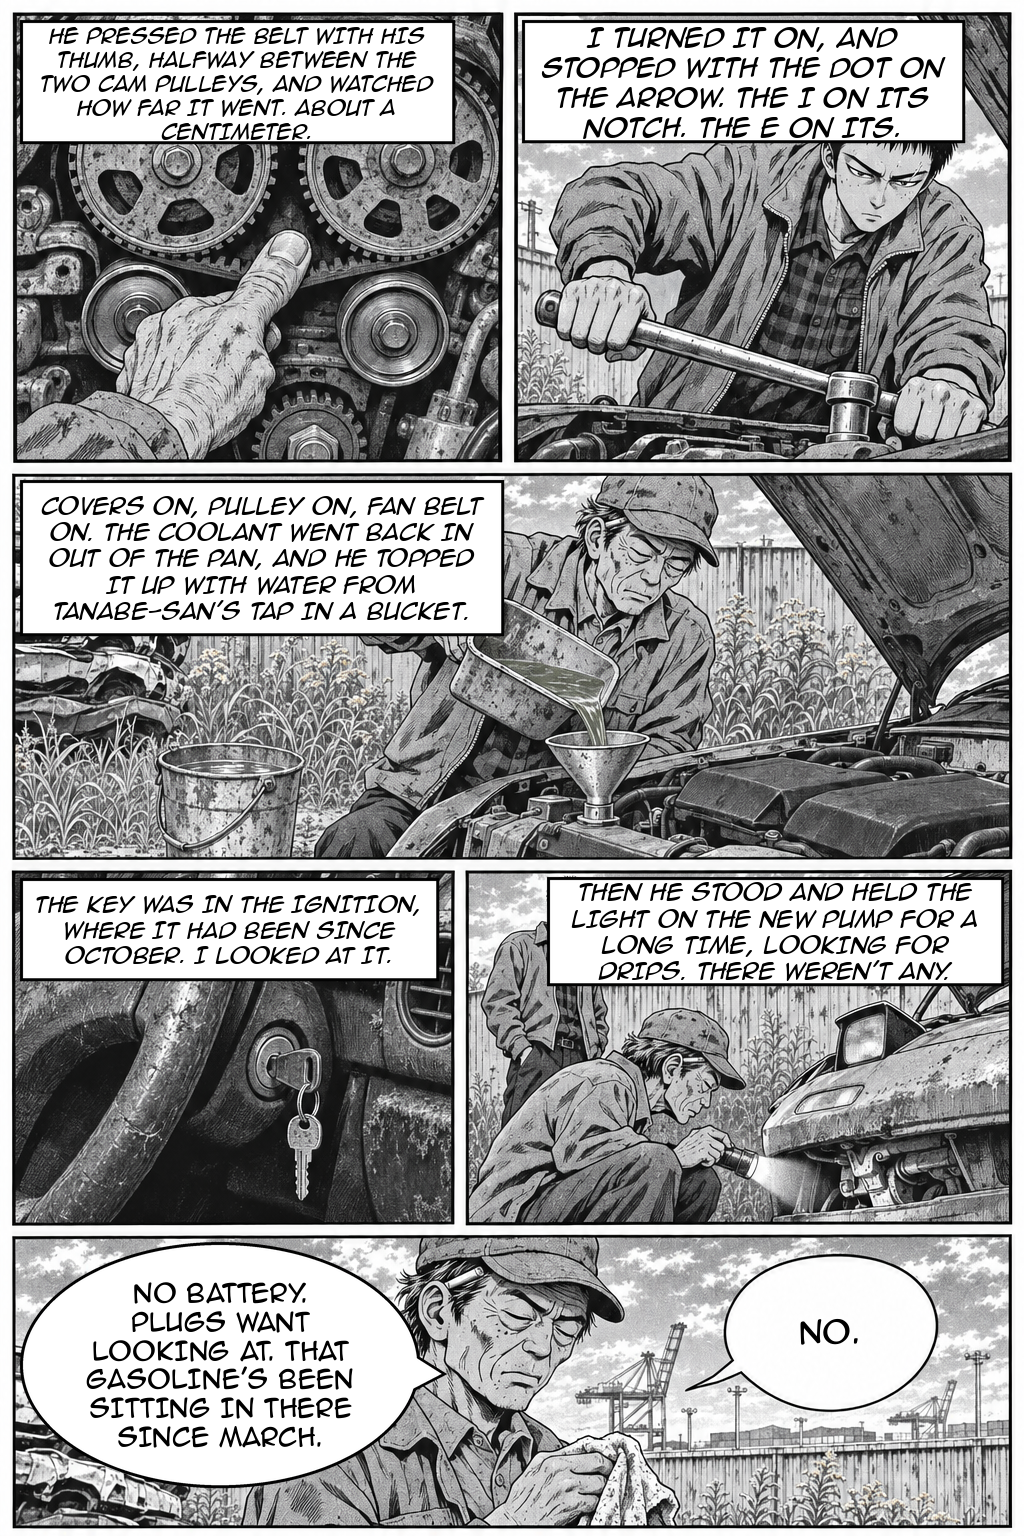 HE PRESSED THE BELT WITH HIS
THUMB, HALFWAY BETWEEN THE
TWO CAM PULLEYS, AND WATCHED
HOW FAR IT WENT. ABOUT A
CENTIMETER.
I TURNED IT ON, AND
STOPPED WITH THE DOT ON
THE ARROW. THE I ON ITS
NOTCH. THE E ON ITS.
COVERS ON, PULLEY ON, FAN BELT
ON. THE COOLANT WENT BACK IN
OUT OF THE PAN, AND HE TOPPED
IT UP WITH WATER FROM
TANABE-SAN'S TAP IN A BUCKET.
THE KEY WAS IN THE IGNITION,
WHERE IT HAD BEEN SINCE
OCTOBER. I LOOKED AT IT.
THEN HE STOOD AND HELD THE
LIGHT ON THE NEW PUMP FOR A
LONG TIME, LOOKING FOR
DRIPS. THERE WEREN'T ANY.
NO BATTERY.
PLUGS WANT
LOOKING AT. THAT
GASOLINE'S BEEN
SITTING IN THERE
SINCE MARCH.
NO.